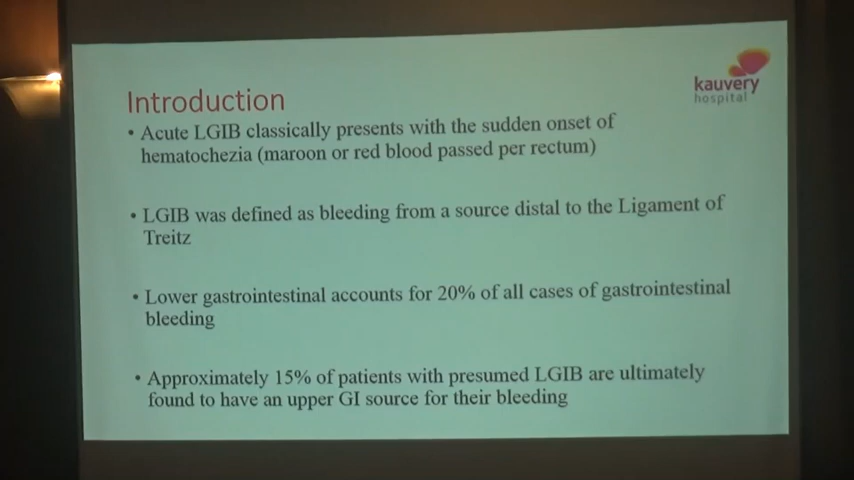 kauvery
hospital
Introduction
• Acute LGIB classically presents with the sudden onset of
hematochezia (maroon or red blood passed per rectum)
• LGIB was defined as bleeding from a source distal to the Ligament of
Treitz
• Lower gastrointestinal accounts for 20% of all cases of gastrointestinal
bleeding
• Approximately 15% of patients with presumed LGIB are ultimately
found to have an upper GI source for their bleeding